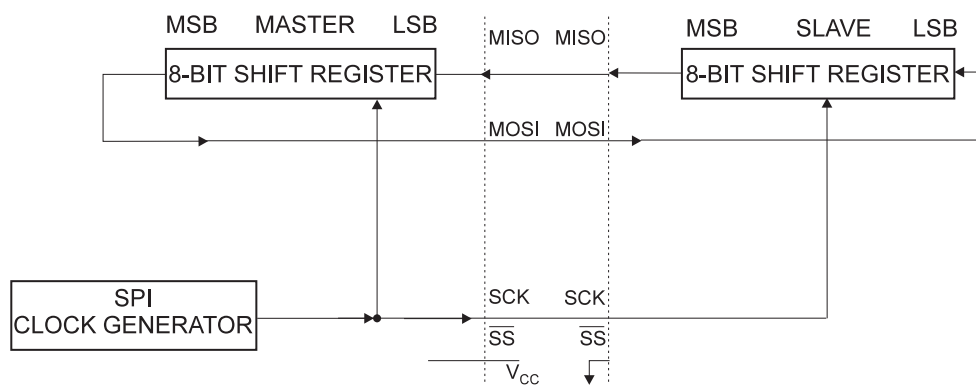 MSB MASTER LSB
MISO MISO
MSB SLAVE LSB
8-BIT SHIFT REGISTER
8-BIT SHIFT REGISTER
MOSI MOSI
SPI
CLOCK GENERATOR
SCK SCK
SS SS
VCC